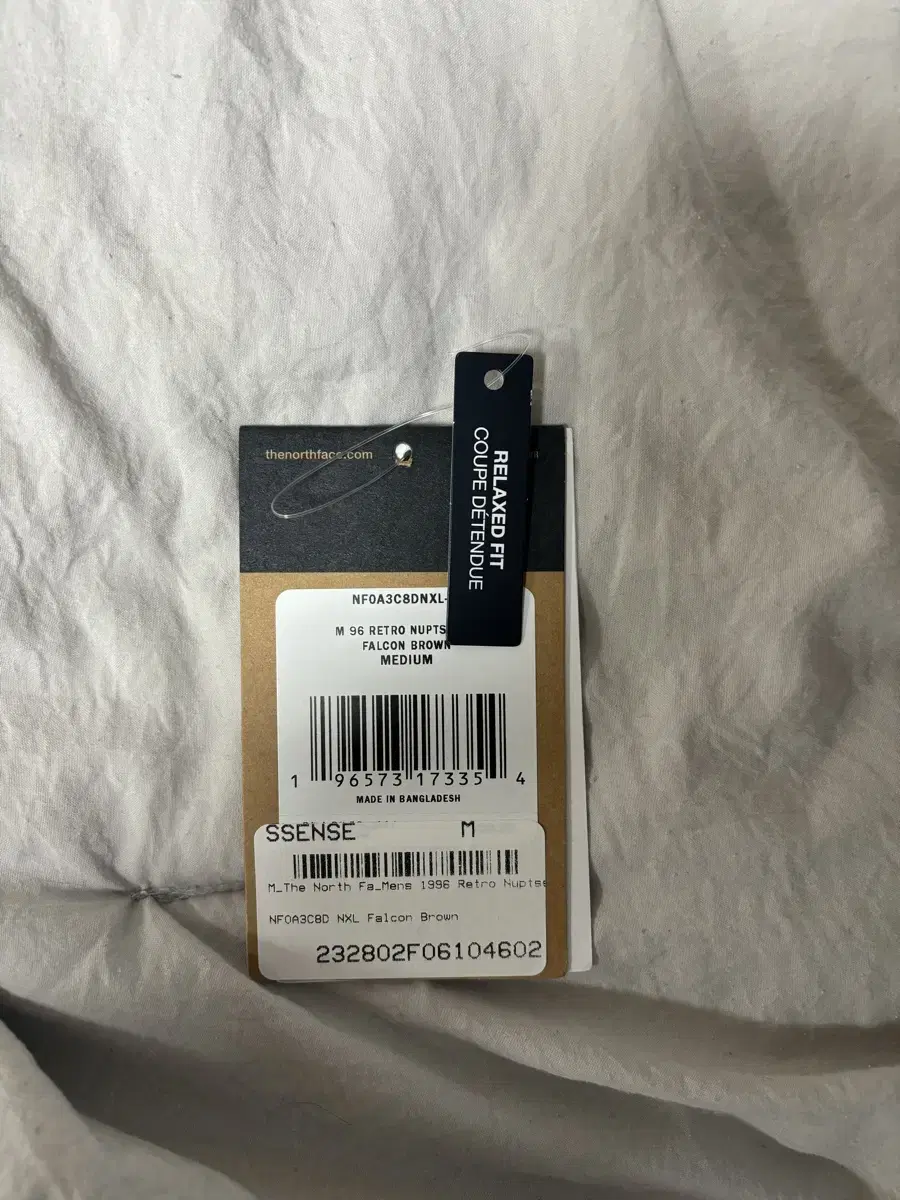 thenorthface.com
RELAXED FIT
COUPE DÉTENDUE
NF0A3C8DNXL-
M 96 RETRO NUPTS
FALCON BROWN
MEDIUM
1 96573 17335 4
MADE IN BANGLADESH
SSENSE M
M_The North Fa_Mens 1996 Retro Nuptse
NF0A3C8D NXL Falcon Brown
232802F06104602